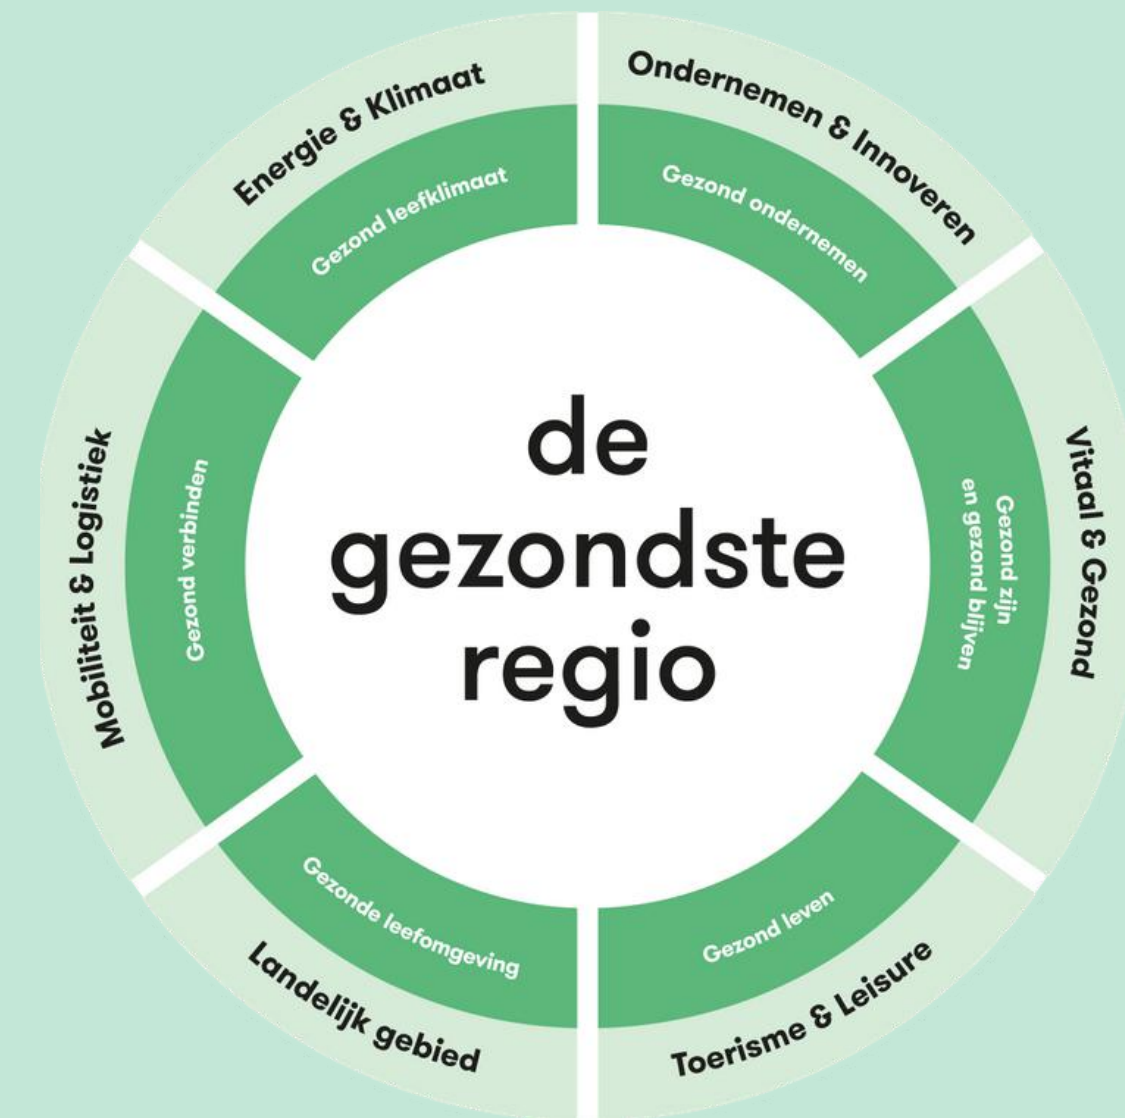 Energie & Klimaat
Gezond leefklimaat
Ondernemen & Innoveren
Gezond ondernemen
Vitaal & Gezond
Gezond zijn
en gezond blijven
Toerisme & Leisure
Gezond leven
Landelijk gebied
Gezonde leefomgeving
Mobiliteit & Logistiek
Gezond verbinden
de
gezondste
regio